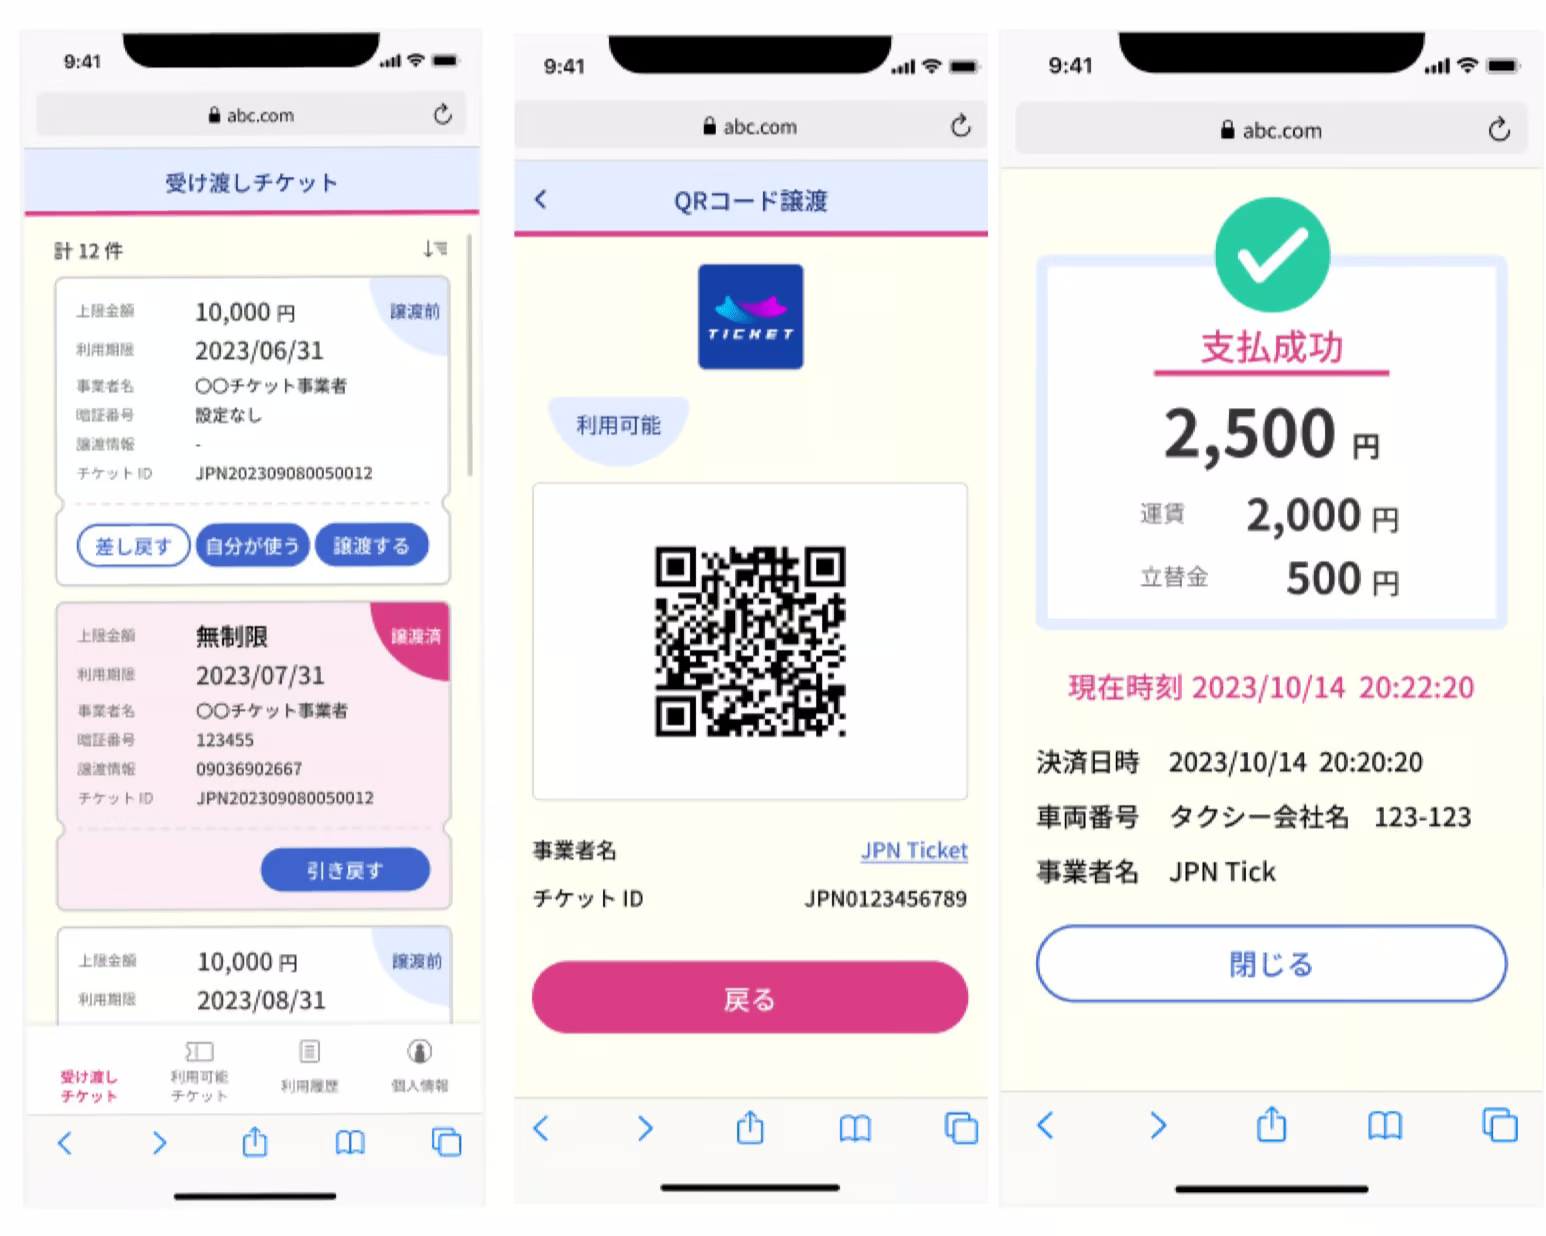 9:41
abc.com
受け渡しチケット
計 12 件
上限金額 10,000 円 譲渡前
利用期限 2023/06/31
事業者名 〇〇チケット事業者
暗証番号 設定なし
譲渡情報 -
チケット ID JPN202309080050012
差し戻す 自分が使う 譲渡する
上限金額 無制限 譲渡済
利用期限 2023/07/31
事業者名 〇〇チケット事業者
暗証番号 123455
譲渡情報 09036902667
チケット ID JPN202309080050012
引き戻す
上限金額 10,000 円 譲渡前
利用期限 2023/08/31
受け渡し
チケット
利用可能
チケット
利用履歴
個人情報
9:41
abc.com
QRコード譲渡
TICKET
利用可能
事業者名 JPN Ticket
チケット ID JPN0123456789
戻る
9:41
abc.com
支払成功
2,500 円
運賃 2,000 円
立替金 500 円
現在時刻 2023/10/14 20:22:20
決済日時 2023/10/14 20:20:20
車両番号 タクシー会社名 123-123
事業者名 JPN Tick
閉じる